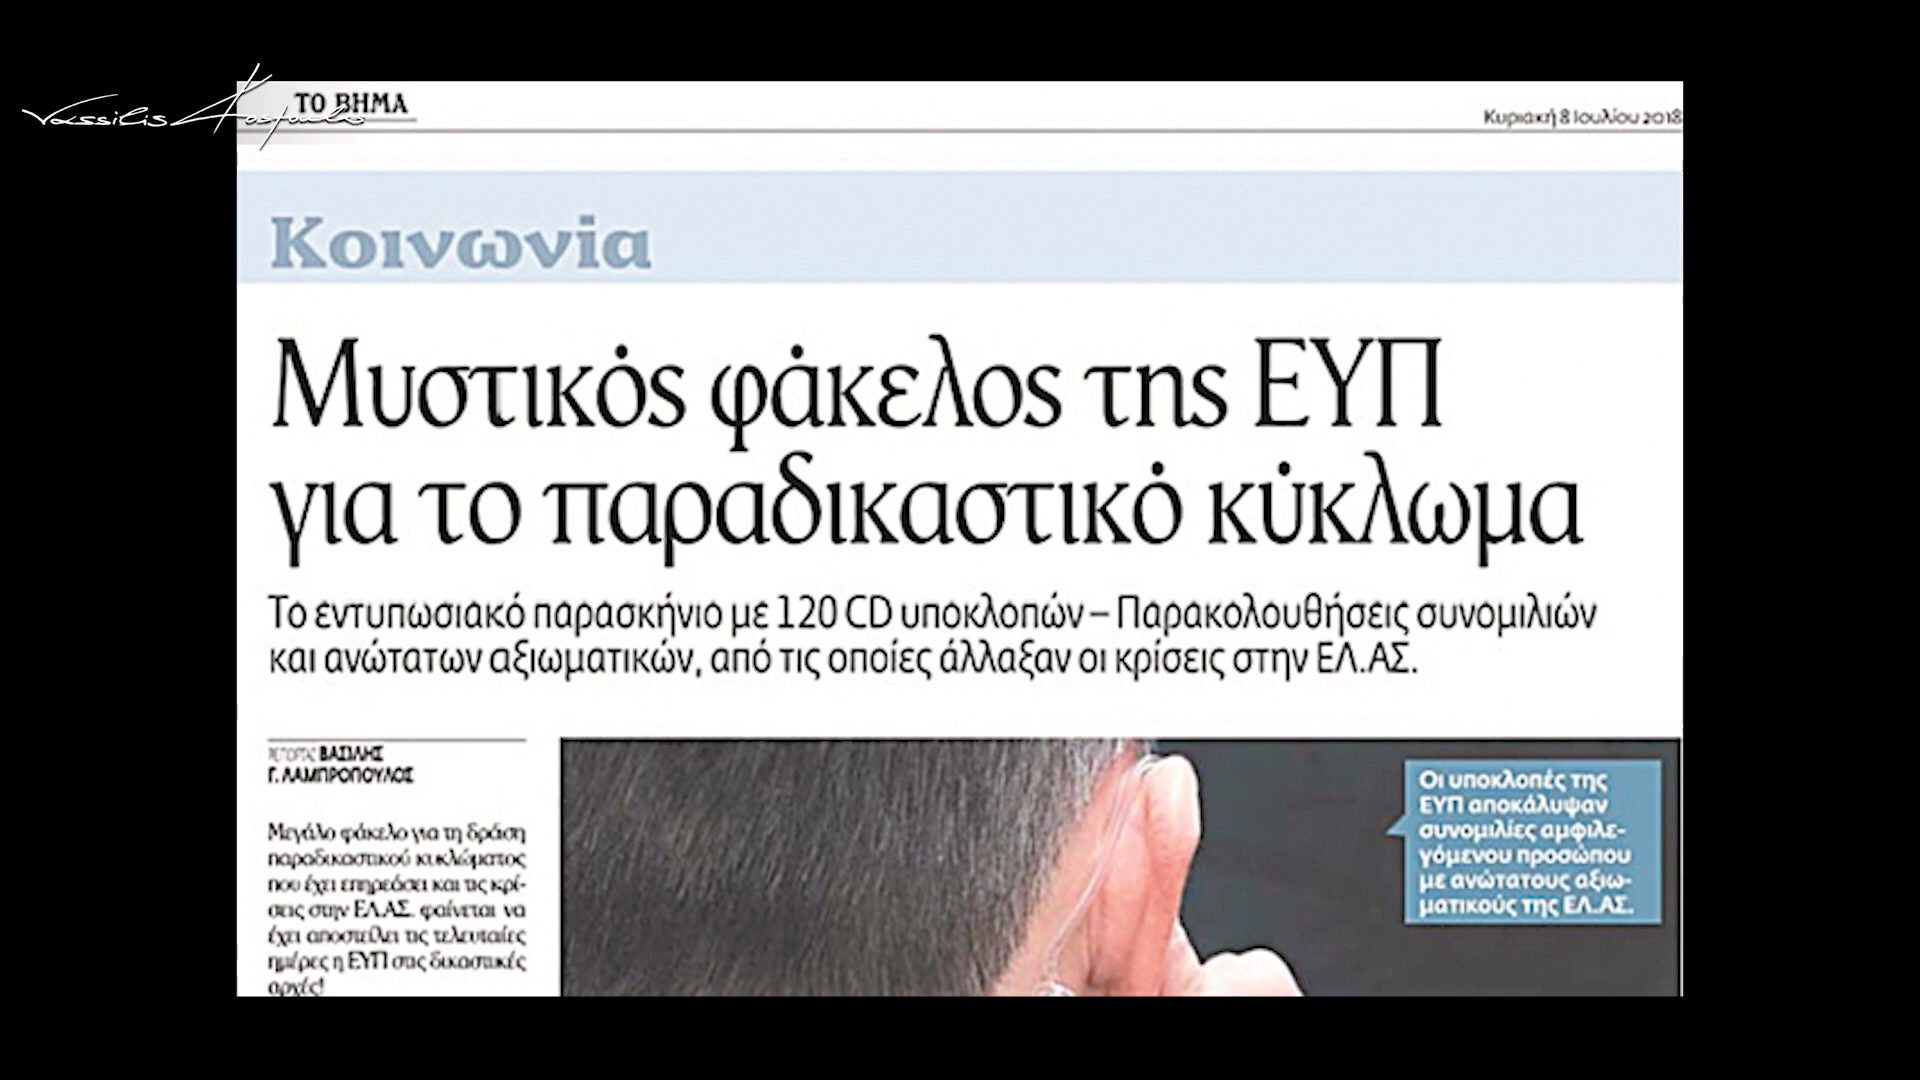 Vassilis
ΤΟ ΒΗΜΑ
Κυριακή 8 Ιουλίου 2018
Κοινωνία
Μυστικός φάκελος της ΕΥΠ
για το παραδικαστικό κύκλωμα
Το εντυπωσιακό παρασκήνιο με 120 CD υποκλοπών – Παρακολουθήσεις συνομιλιών
και ανώτατων αξιωματικών, από τις οποίες άλλαξαν οι κρίσεις στην ΕΛ.ΑΣ.
ΒΑΣΙΛΗΣ
Γ. ΛΑΜΠΡΟΠΟΥΛΟΣ
Μεγάλο φάκελο για τη δράση
παραδικαστικού κυκλώματος
που έχει επηρεάσει και τις κρί-
σεις στην ΕΛ.ΑΣ. φαίνεται να
έχει αποστείλει τις τελευταίες
ημέρες η ΕΥΠ στις δικαστικές
αρχές!
Οι υποκλοπές της
ΕΥΠ αποκάλυψαν
συνομιλίες αμφιλε-
γόμενου προσώπου
με ανώτατους αξιω-
ματικούς της ΕΛ.ΑΣ.